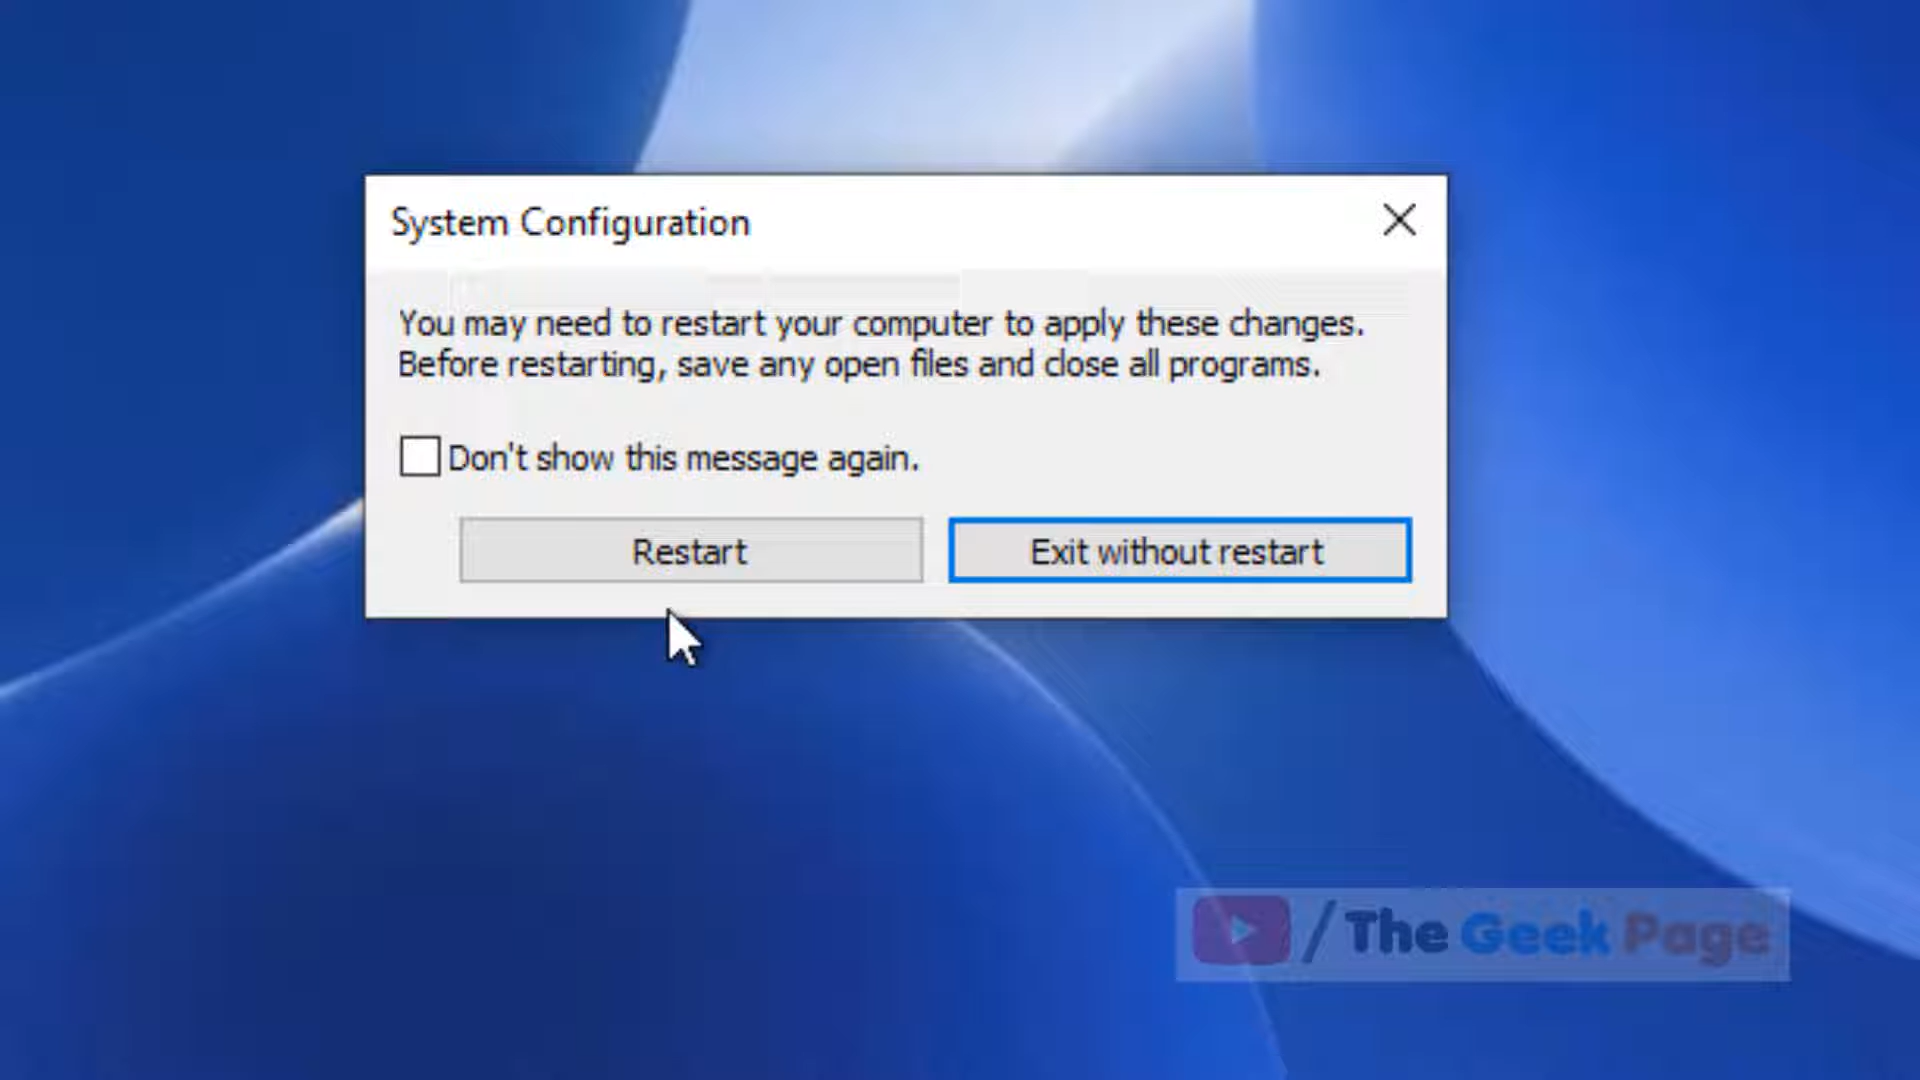 System Configuration
You may need to restart your computer to apply these changes.
Before restarting, save any open files and close all programs.
Don't show this message again.
Restart
Exit without restart
/The Geek Page